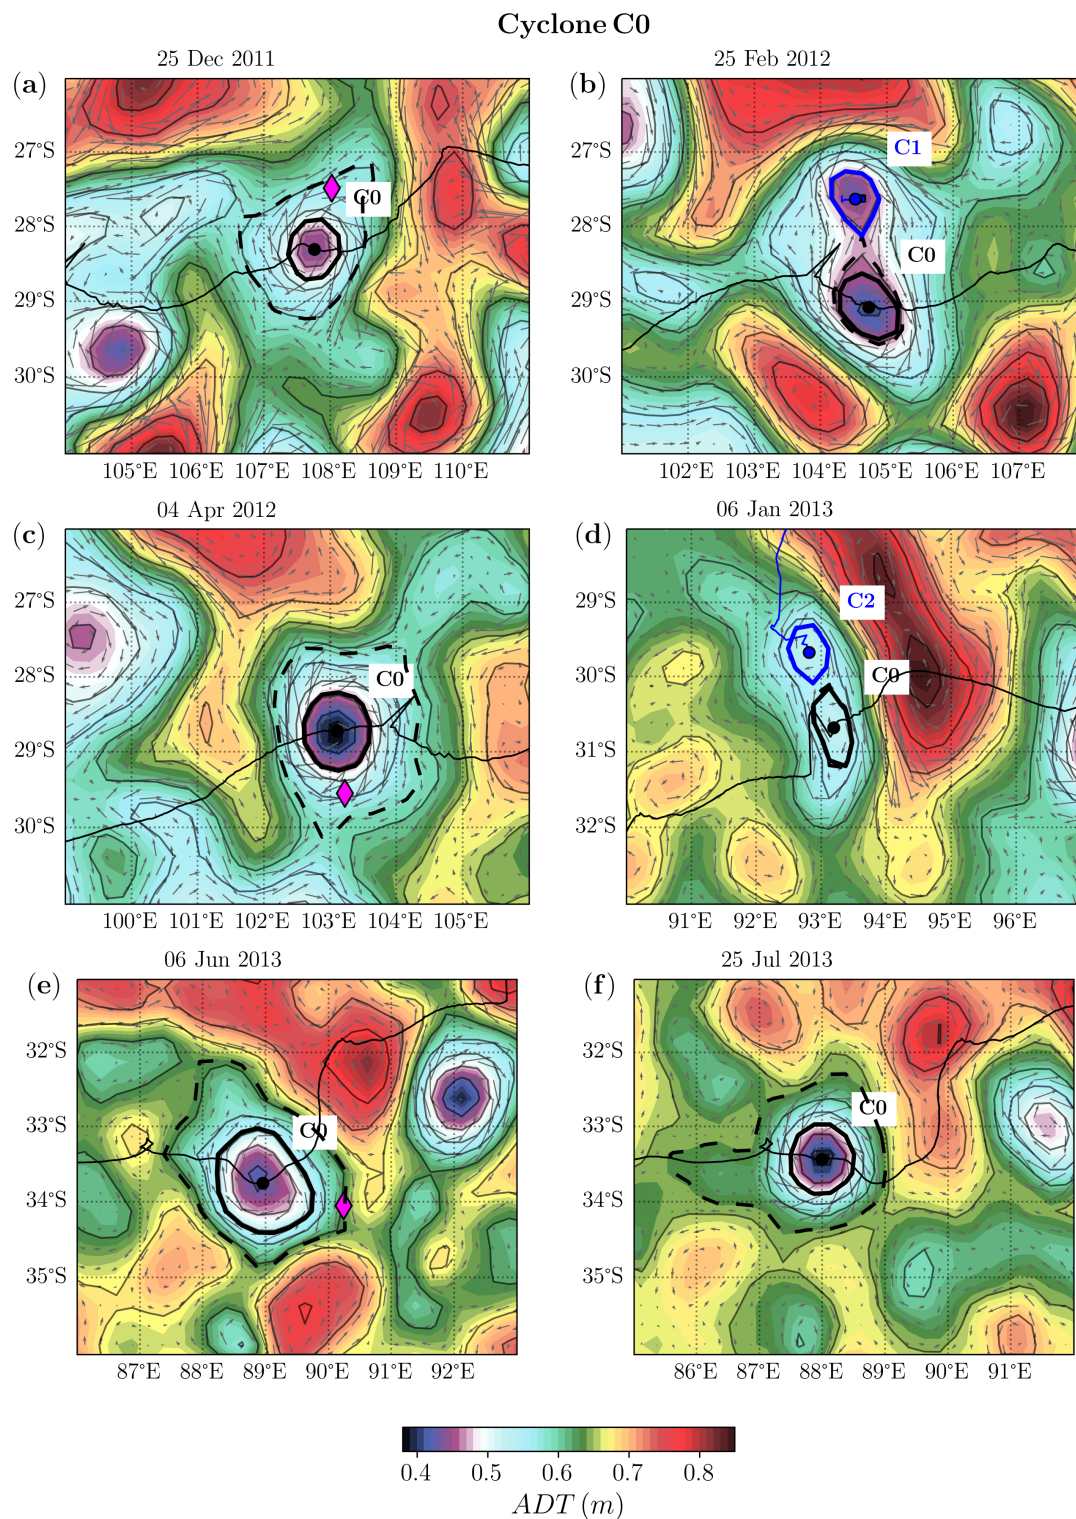 Cyclone C0
25 Dec 2011
25 Feb 2012
(a)
(b)
27°S
28°S
29°S
30°S
C0
105°E 106°E 107°E 108°E 109°E 110°E
27°S
28°S
29°S
30°S
C1
C0
102°E 103°E 104°E 105°E 106°E 107°E
04 Apr 2012
06 Jan 2013
(c)
(d)
27°S
28°S
29°S
30°S
C0
100°E 101°E 102°E 103°E 104°E 105°E
29°S
30°S
31°S
32°S
C2
C0
91°E 92°E 93°E 94°E 95°E 96°E
06 Jun 2013
25 Jul 2013
(e)
(f)
32°S
33°S
34°S
35°S
C0
87°E 88°E 89°E 90°E 91°E 92°E
32°S
33°S
34°S
35°S
C0
86°E 87°E 88°E 89°E 90°E 91°E
0.4 0.5 0.6 0.7 0.8
ADT (m)